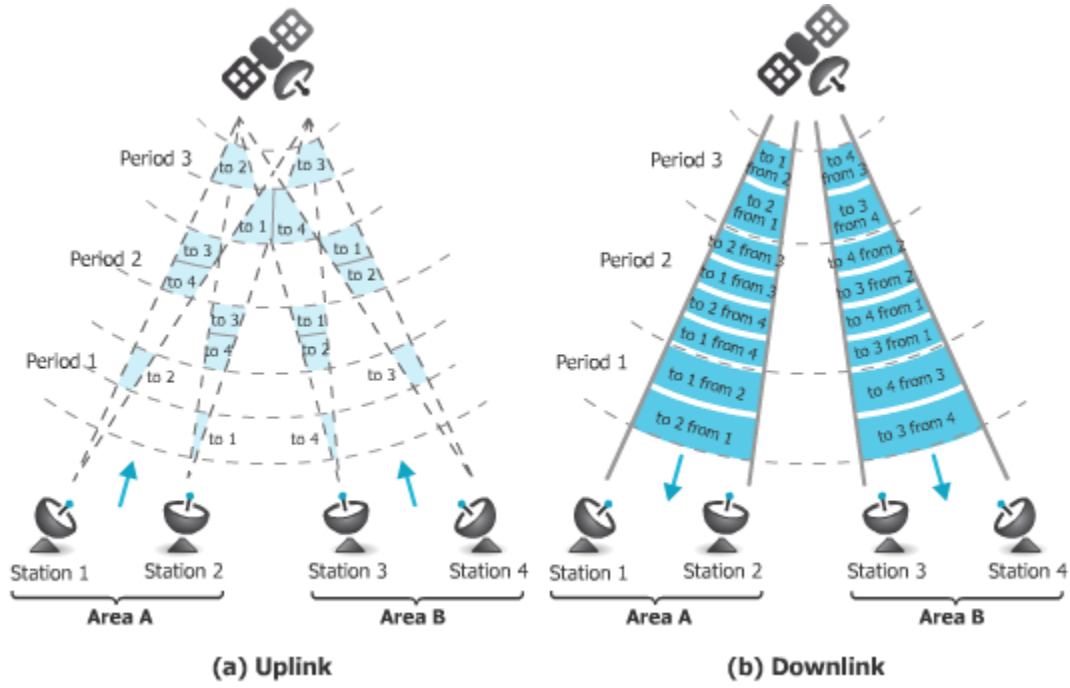 Period 3
to 2
to 3
to 1
to 4
to 3
to 1
Period 2
to 4
to 2
to 3
to 1
to 4
to 2
Period 1
to 2
to 3
to 1
to 4
Station 1
Station 2
Station 3
Station 4
Area A
Area B
(a) Uplink
Period 3
to 1
from 2
to 4
from 3
to 2
from 1
to 3
from 4
Period 2
to 2 from 3
to 4 from 2
to 1 from 3
to 3 from 2
to 2 from 4
to 4 from 1
to 1 from 4
to 3 from 1
Period 1
to 1 from 2
to 4 from 3
to 2 from 1
to 3 from 4
Station 1
Station 2
Station 3
Station 4
Area A
Area B
(b) Downlink